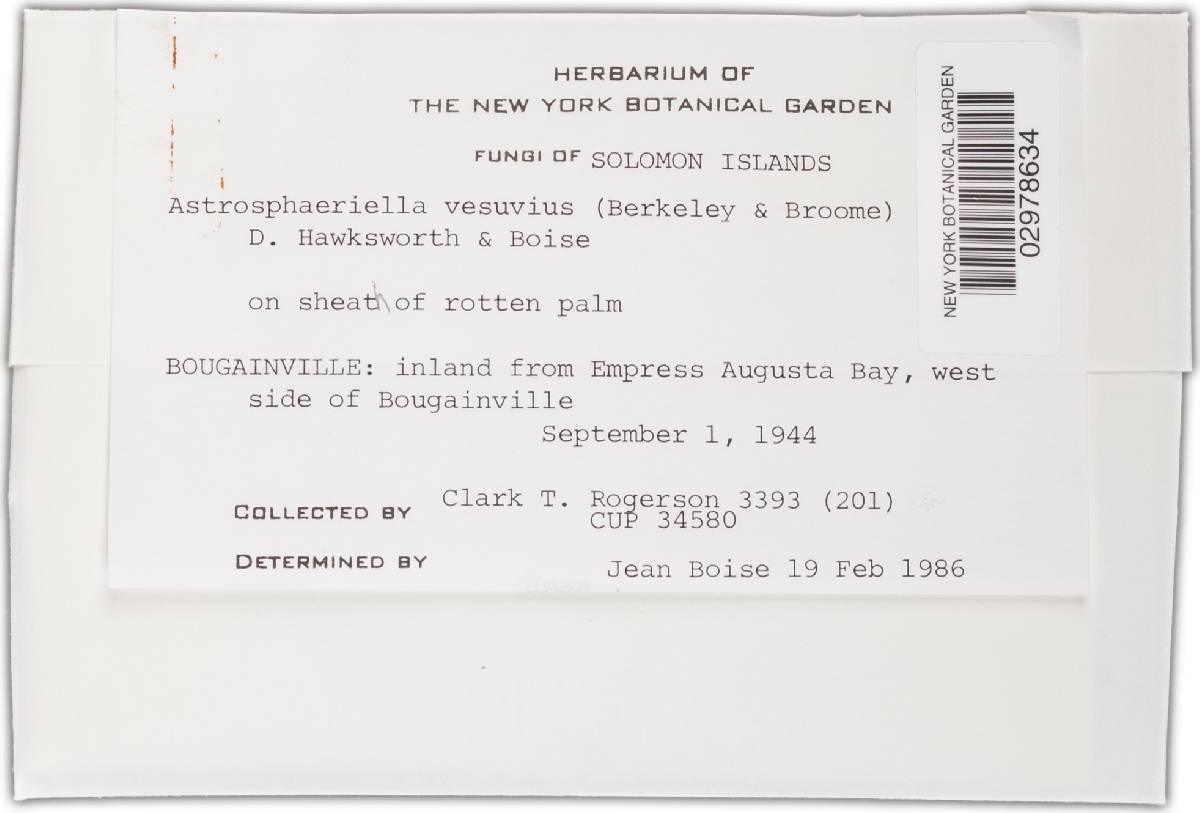 HERBARIUM OF
THE NEW YORK BOTANICAL GARDEN
FUNGI OF SOLOMON ISLANDS
Astrosphaeriella vesuvius (Berkeley & Broome)
D. Hawksworth & Boise
on sheath of rotten palm
BOUGAINVILLE: inland from Empress Augusta Bay, west
side of Bougainville
September 1, 1944
COLLECTED BY Clark T. Rogerson 3393 (201)
CUP 34580
DETERMINED BY Jean Boise 19 Feb 1986
NEW YORK BOTANICAL GARDEN
02978634